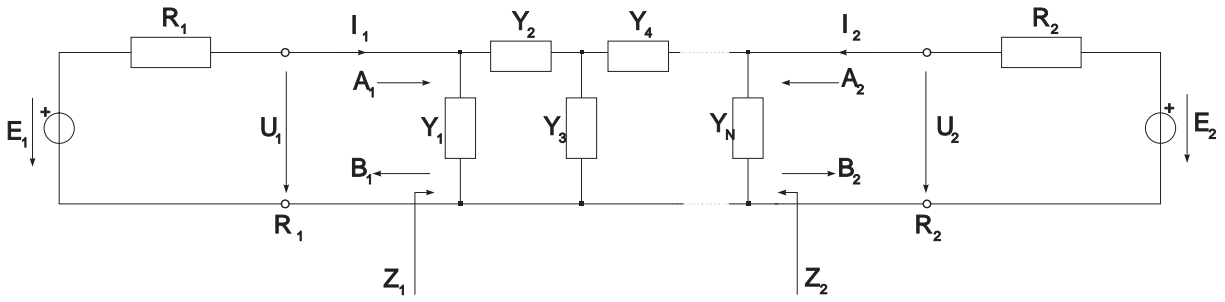 R₁ I₁ Y₂ Y₄ I₂ R₂
A₁ A₂
+ E₁ U₁ Y₁ Y₃ Y_N U₂ + E₂
B₁ B₂
R₁ R₂
Z₁ Z₂